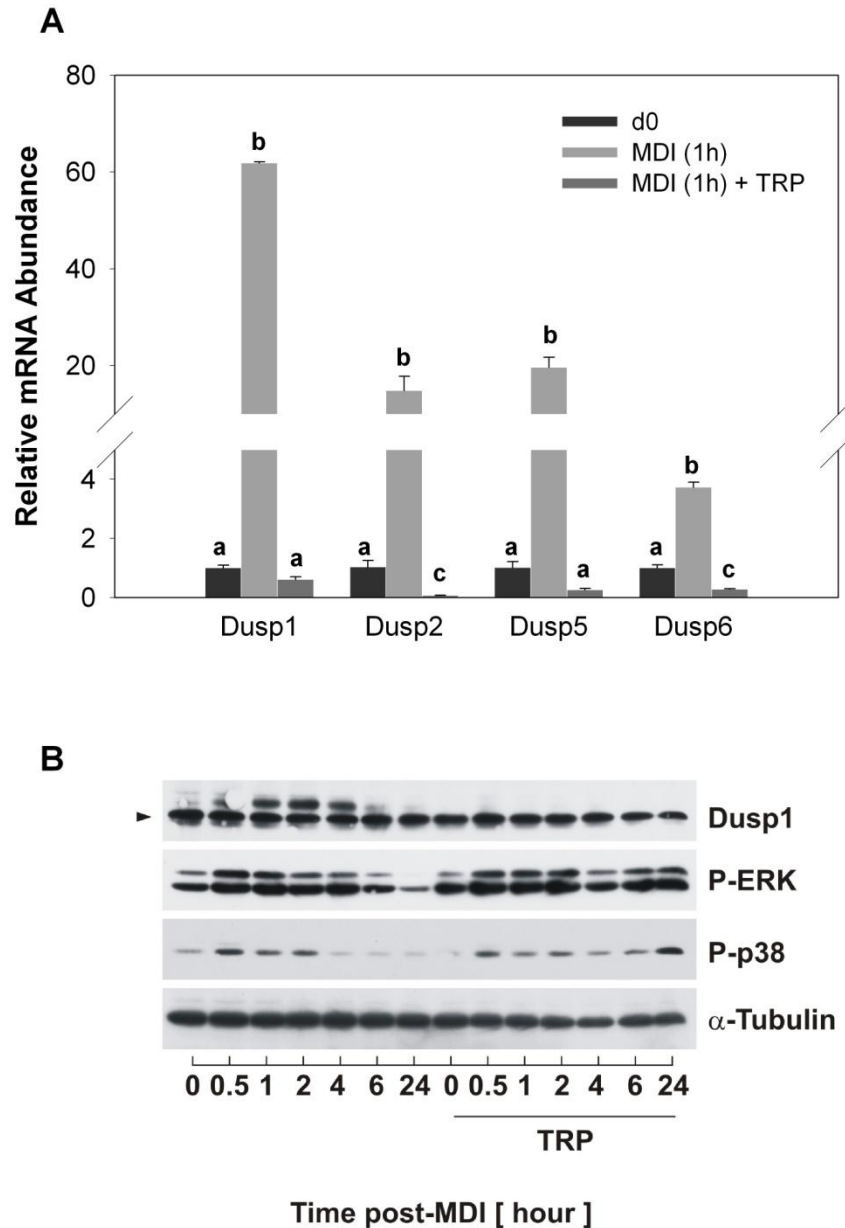 A
80
60
40
20
4
2
0
Relative mRNA Abundance
d0
MDI (1h)
MDI (1h) + TRP
b
a
a
b
a
c
b
a
a
b
a
c
Dusp1 Dusp2 Dusp5 Dusp6
B
Dusp1
P-ERK
P-p38
α-Tubulin
0 0.5 1 2 4 6 24 0 0.5 1 2 4 6 24
TRP
Time post-MDI [ hour ]